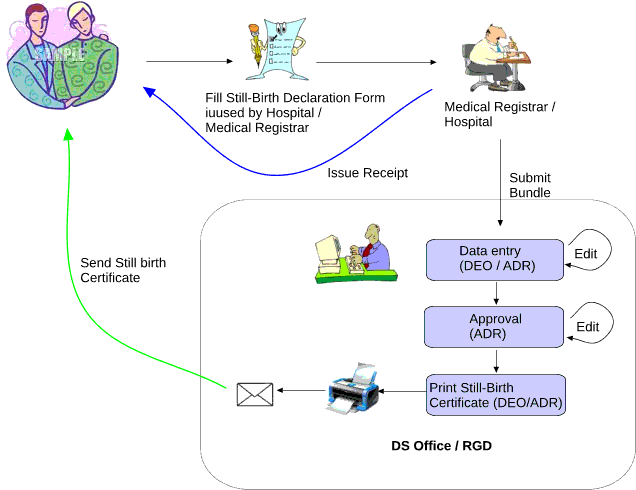 Fill Still-Birth Declaration Form
iuused by Hospital /
Medical Registrar
Medical Registrar /
Hospital
Issue Receipt
Submit
Bundle
Send Still birth
Certificate
Data entry
(DEO / ADR)
Edit
Approval
(ADR)
Edit
Print Still-Birth
Certificate (DEO/ADR)
DS Office / RGD